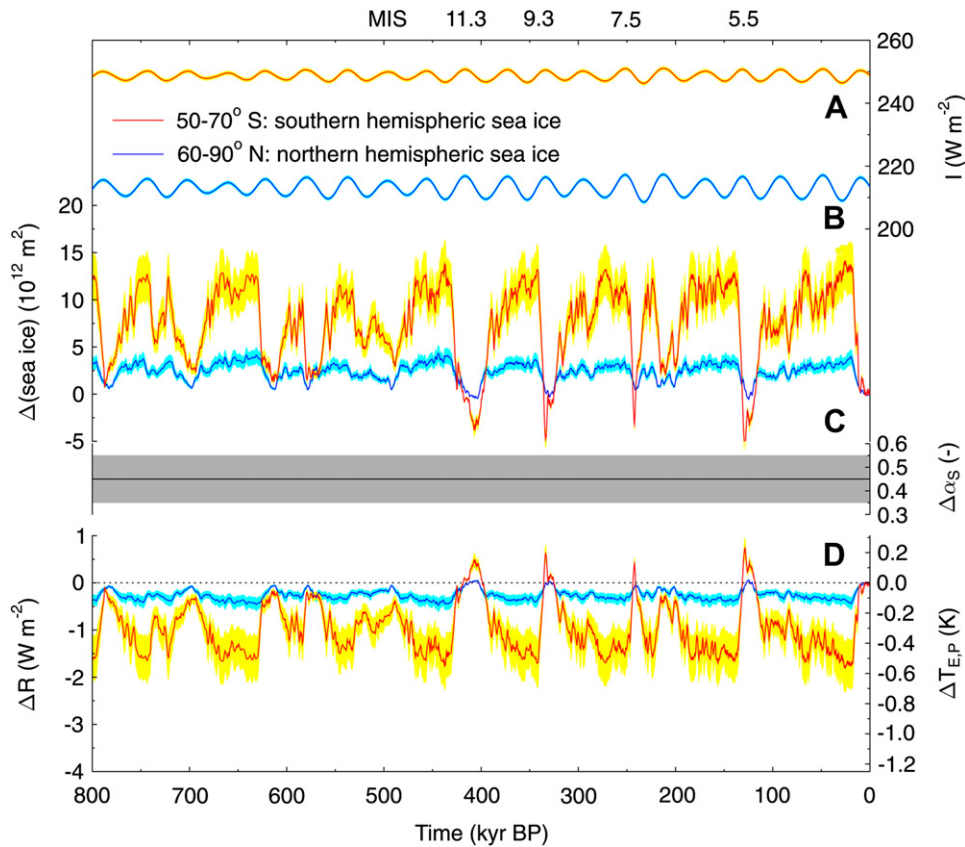 MIS 11.3 9.3 7.5 5.5
260
250
240
230
220
210
200
I (W m⁻²)
A
50-70° S: southern hemispheric sea ice
60-90° N: northern hemispheric sea ice
B
20
15
10
5
0
-5
Δ(sea ice) (10¹² m²)
C
0.6
0.5
0.4
0.3
Δα_S (-)
D
1
0
-1
-2
-3
-4
ΔR (W m⁻²)
0.2
0.0
-0.2
-0.4
-0.6
-0.8
-1.0
-1.2
ΔT_E,P (K)
800 700 600 500 400 300 200 100 0
Time (kyr BP)